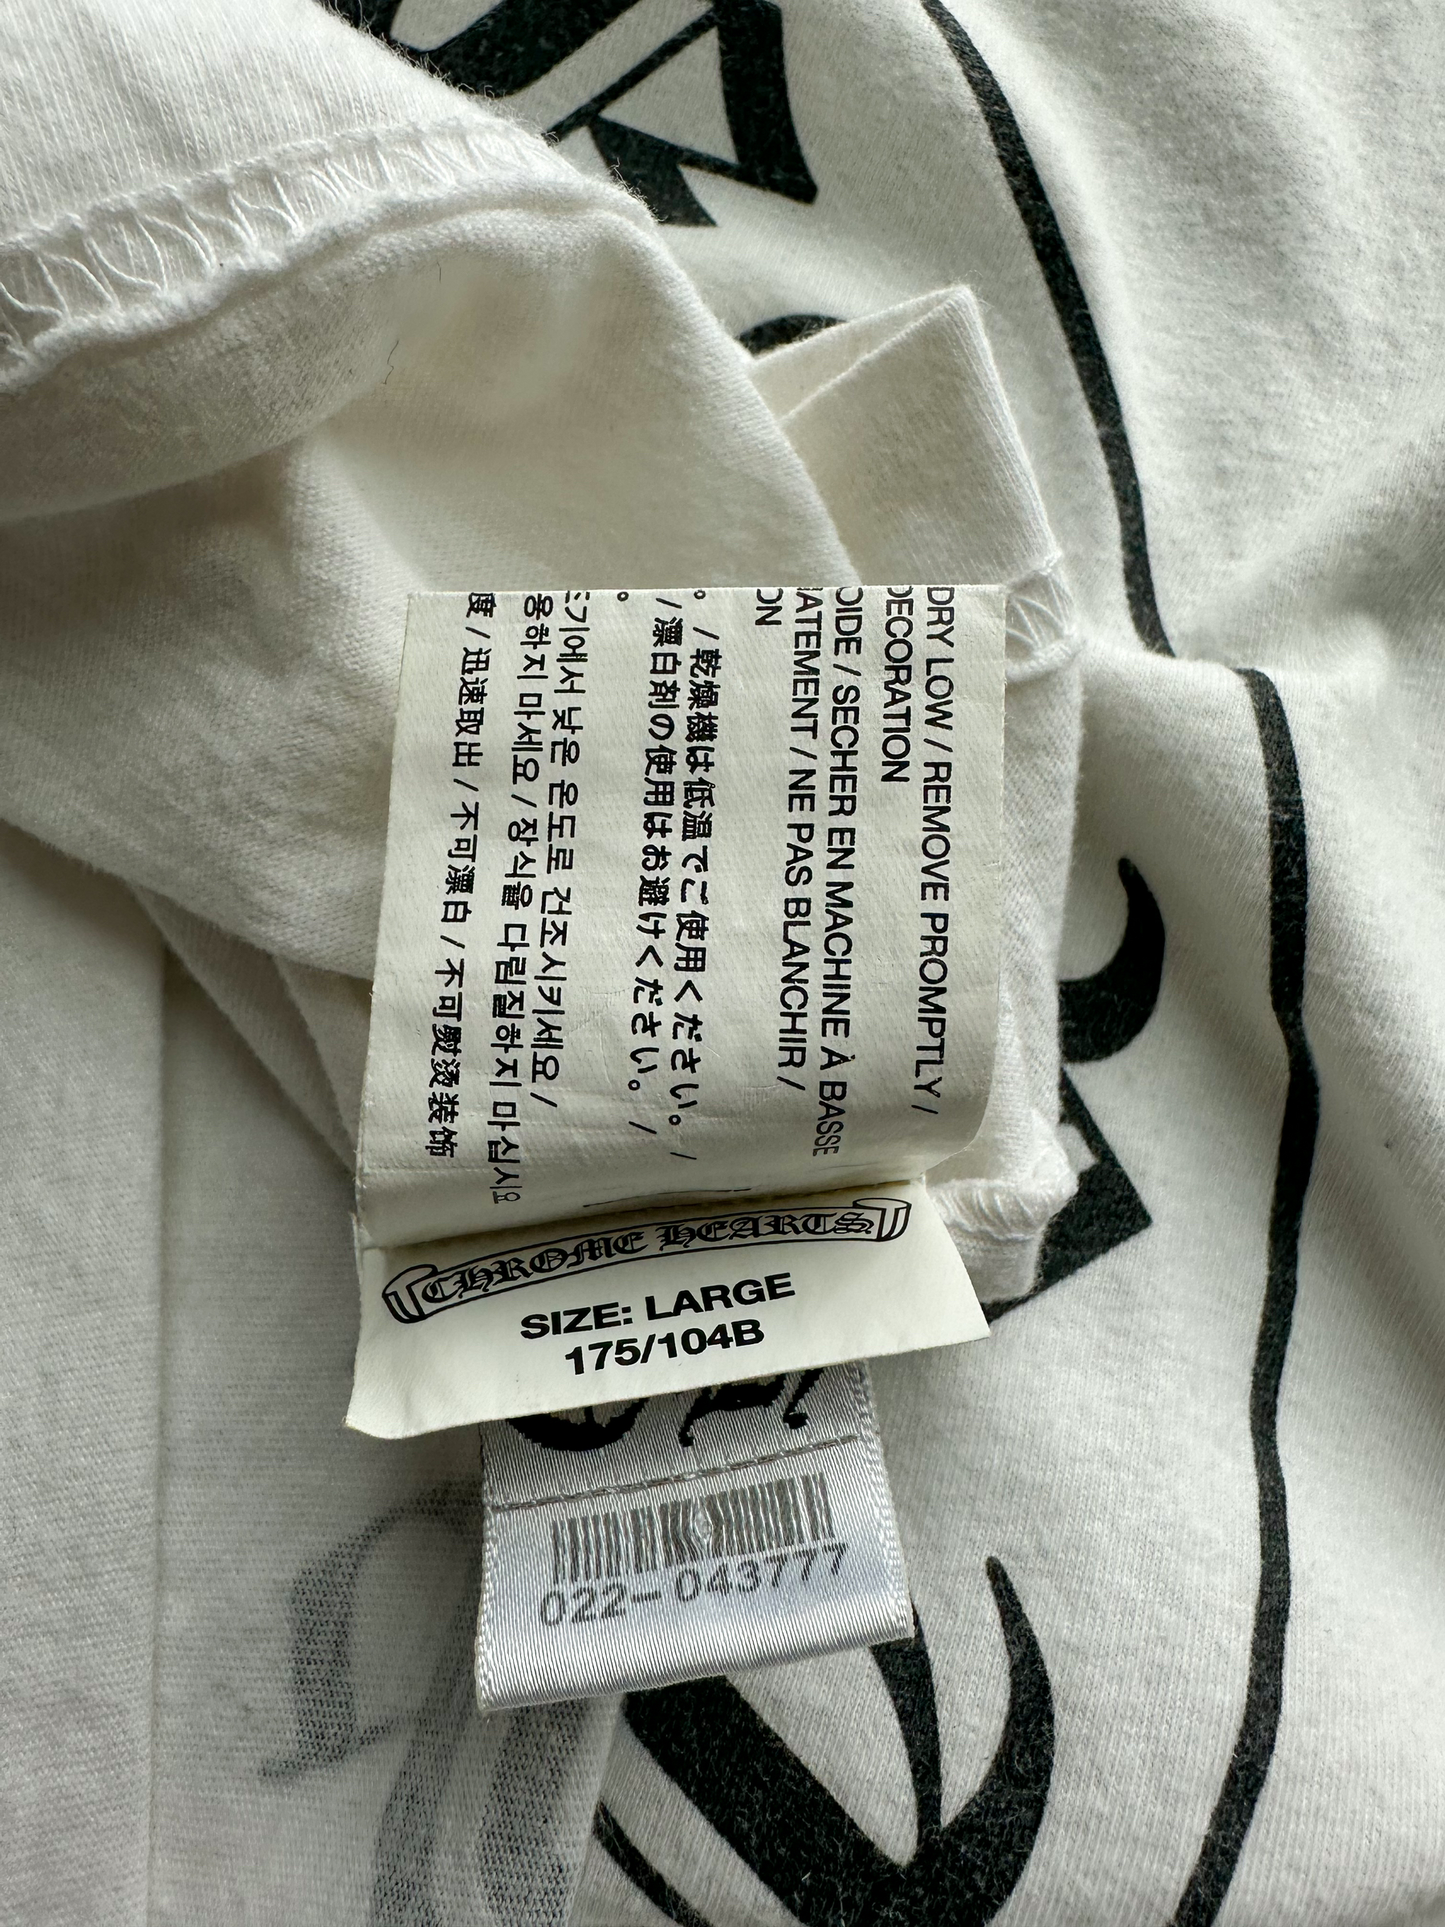 DRY LOW / REMOVE PROMPTLY /
DECORATION
OIDE / SECHER EN MACHINE À BASSE
ATEMENT / NE PAS BLANCHIR /
ON
。/ 乾燥機は低温でご使用ください。/
/ 漂白剤の使用はお避けください。/
。
기에서 낮은 온도로 건조시키세요 /
용하지 마세요 / 장식을 다림질하지 마십시요
度 / 迅速取出 / 不可漂白 / 不可熨烫装饰
CHROME HEARTS
SIZE: LARGE
175/104B
022-043777